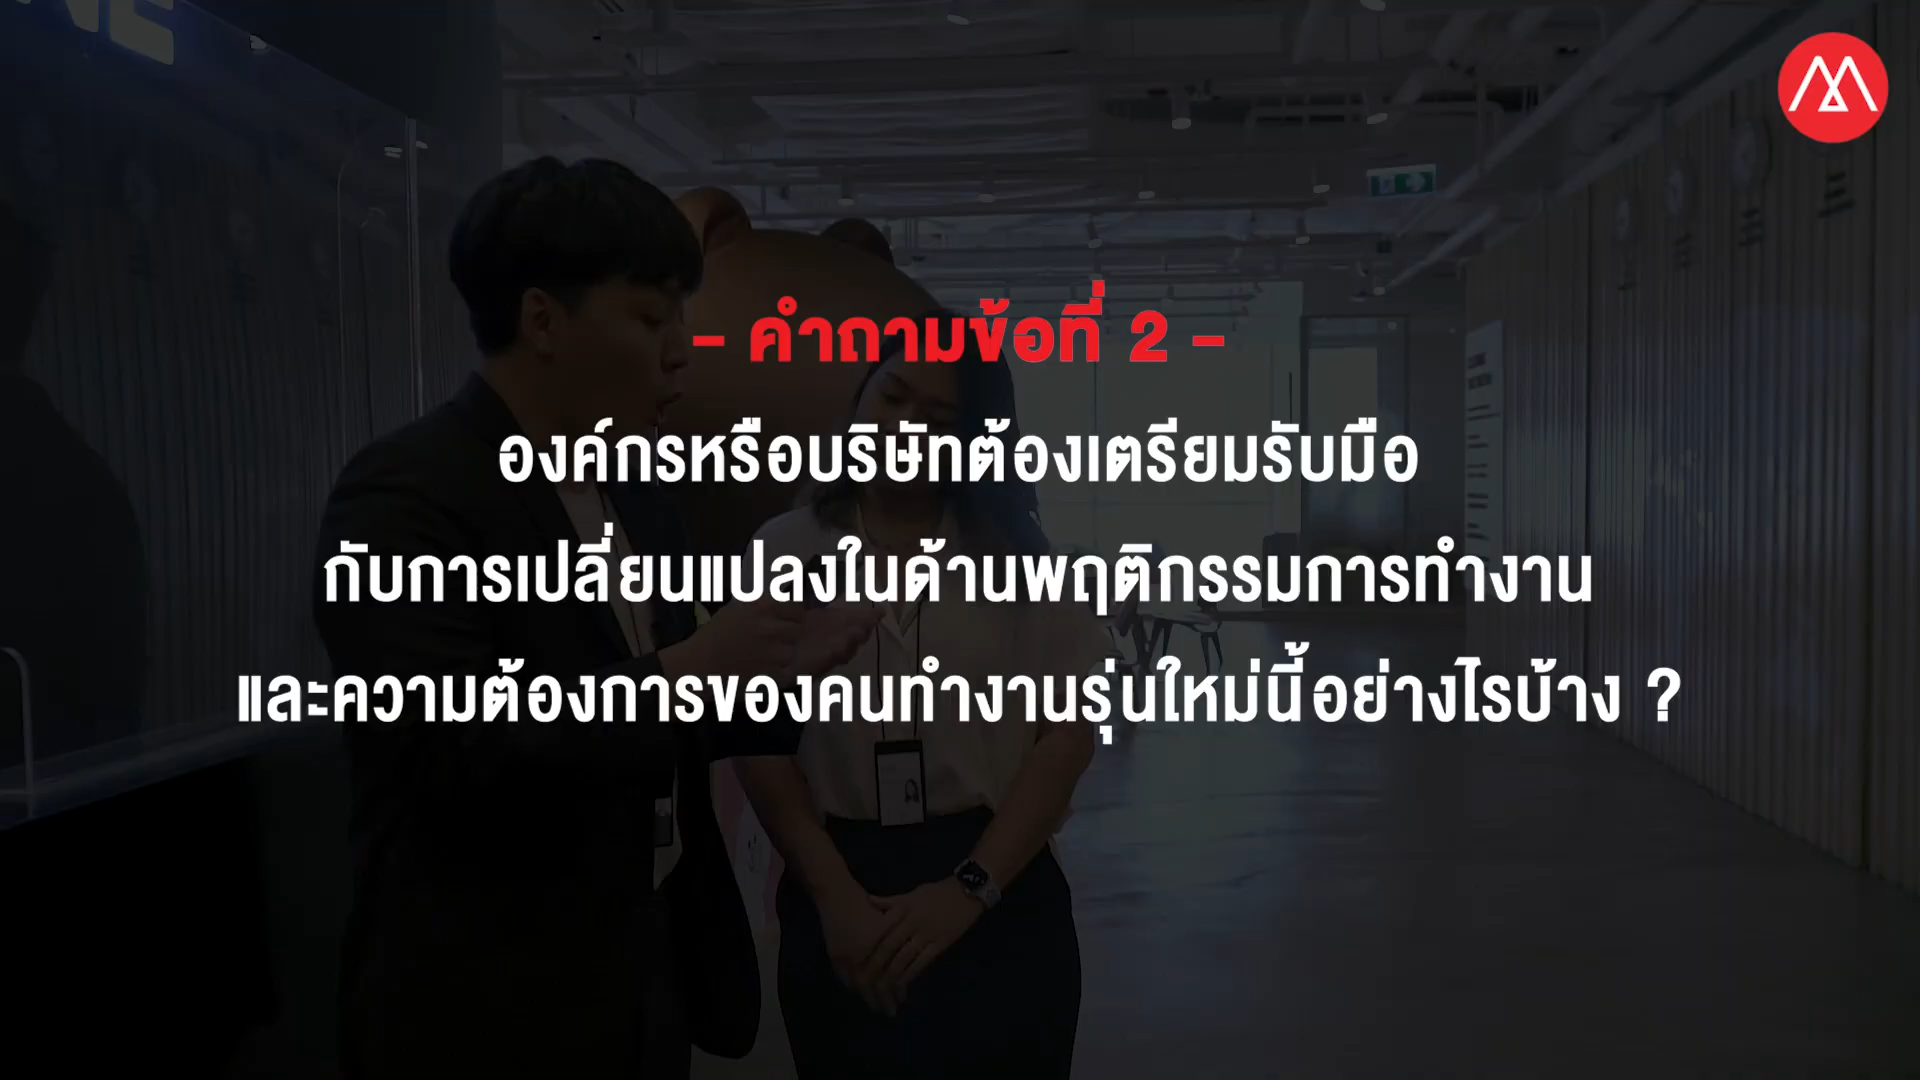 – คำถามข้อที่ 2 –
องค์กรหรือบริษัทต้องเตรียมรับมือ
กับการเปลี่ยนแปลงในด้านพฤติกรรมการทำงาน
และความต้องการของคนทำงานรุ่นใหม่นี้อย่างไรบ้าง ?